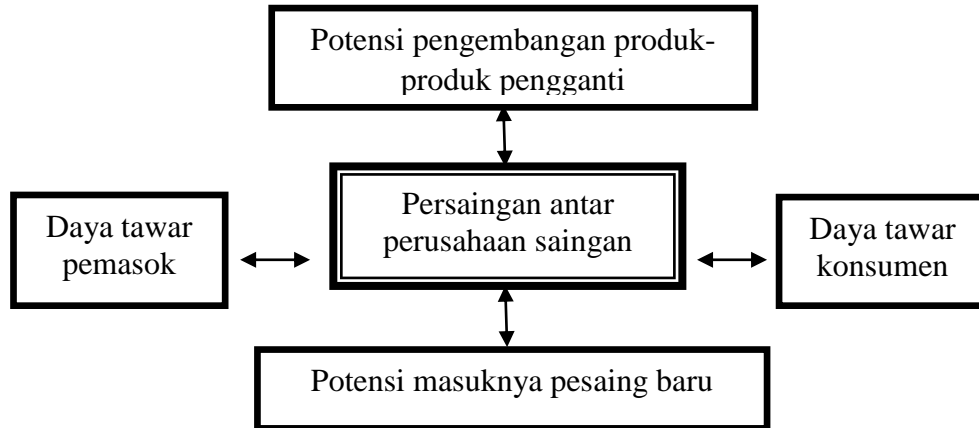 Potensi pengembangan produk-
produk pengganti
Persaingan antar
perusahaan saingan
Daya tawar
pemasok
Daya tawar
konsumen
Potensi masuknya pesaing baru